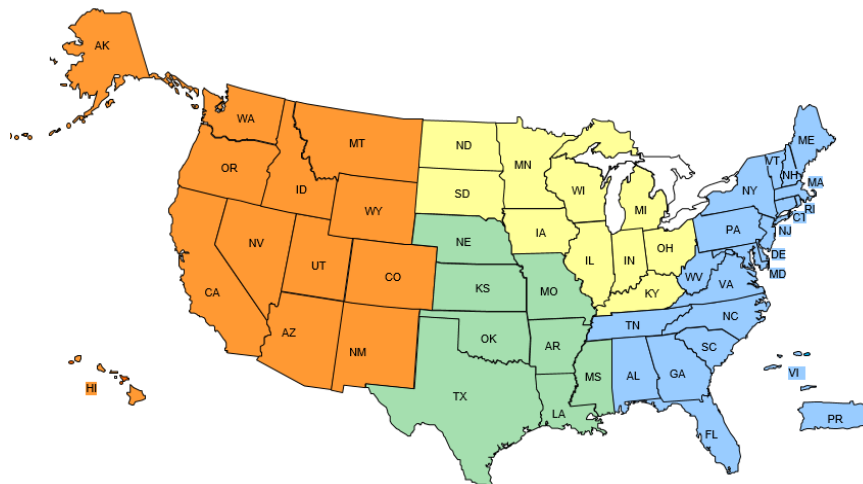 AK
WA
MT
ND
MN
ME
VT
NH
OR
ID
SD
WI
NY
MA
WY
MI
RI
CT
NV
NE
IA
PA
NJ
OH
UT
CO
IL
IN
DE
WV
MD
CA
KS
MO
KY
VA
AZ
NM
OK
AR
TN
NC
SC
HI
TX
MS
AL
GA
VI
LA
FL
PR